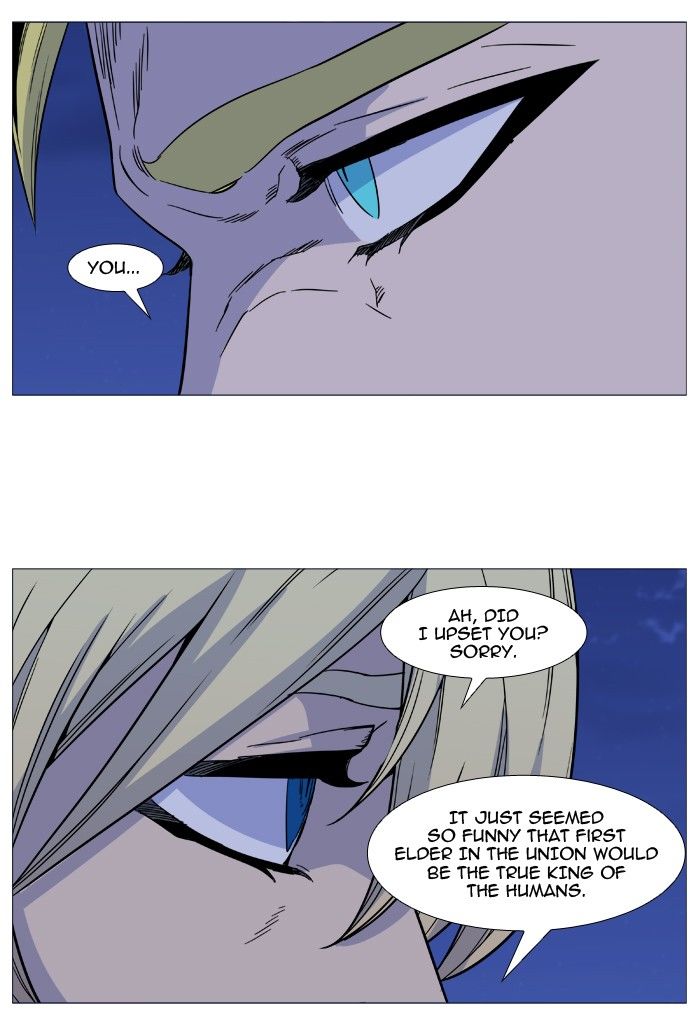 YOU...
AH, DID
I UPSET YOU?
SORRY.
IT JUST SEEMED
SO FUNNY THAT FIRST
ELDER IN THE UNION WOULD
BE THE TRUE KING OF
THE HUMANS.